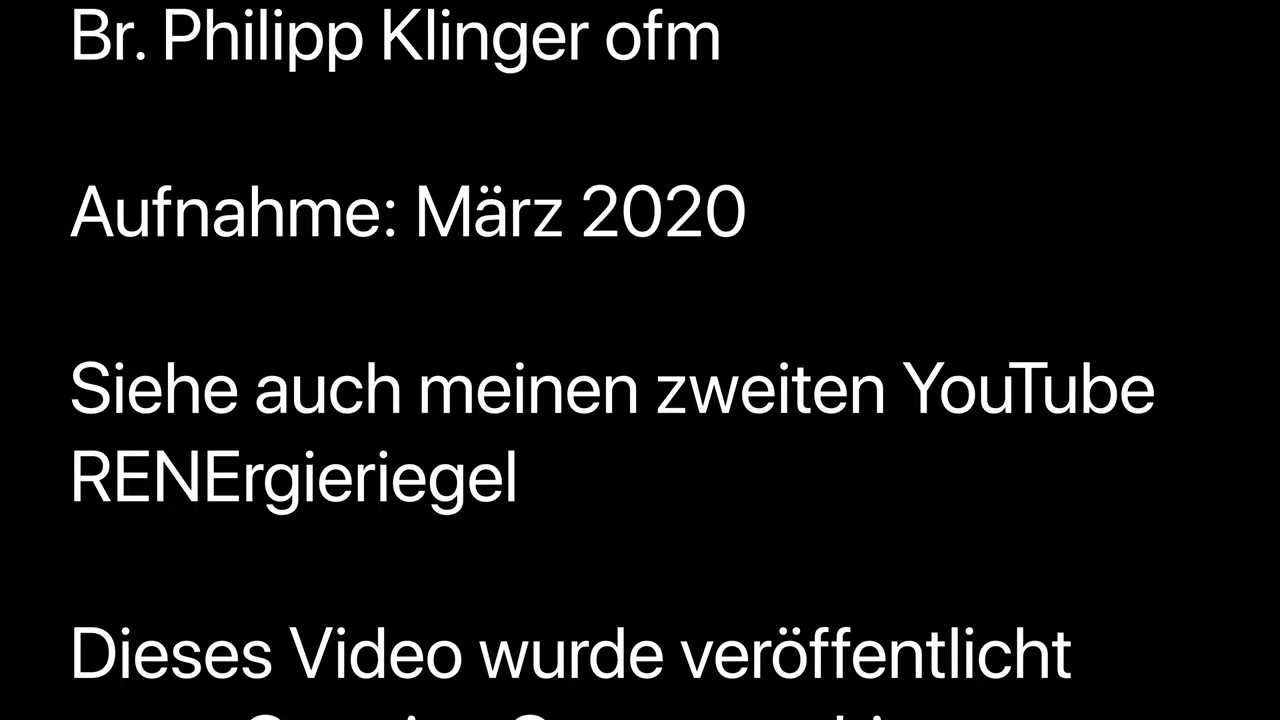 Br. Philipp Klinger ofm
Aufnahme: März 2020
Siehe auch meinen zweiten YouTube
RENErgieriegel
Dieses Video wurde veröffentlicht